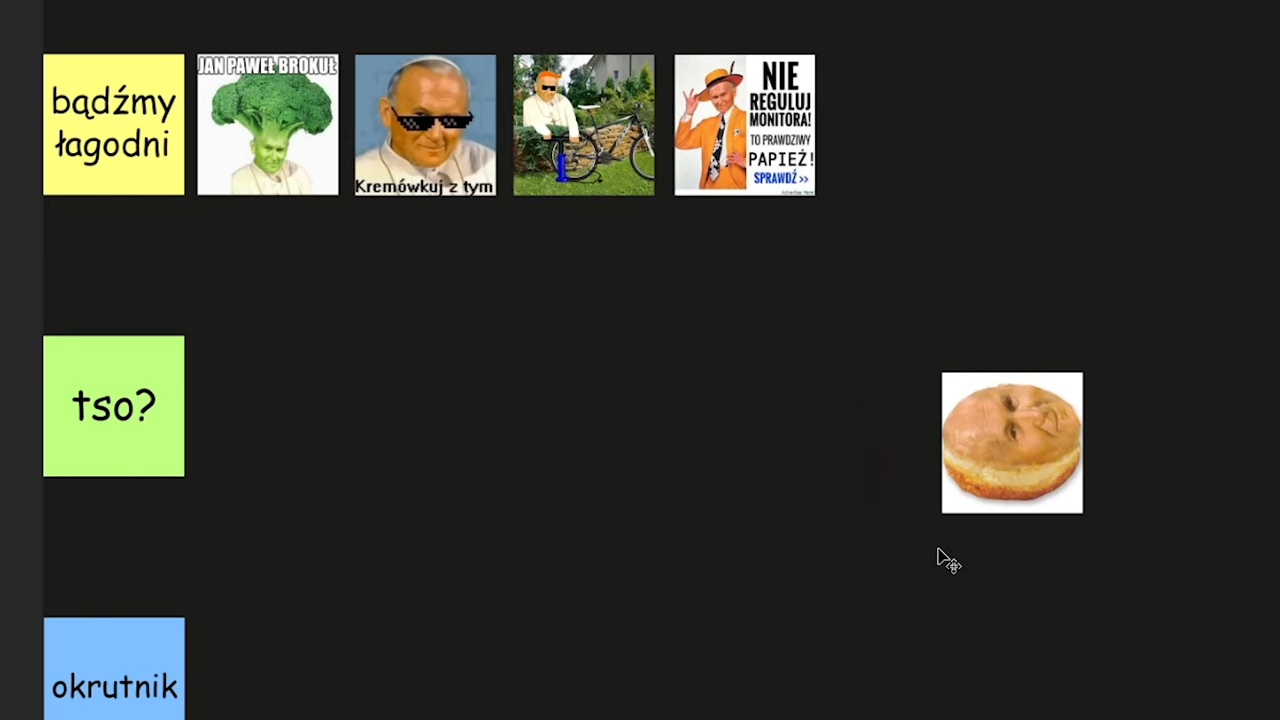 bądźmy
łagodni
JAN PAWEŁ BROKUŁ
Kremówkuj z tym
NIE
REGULUJ
MONITORA!
TO PRAWDZIWY
PAPIEŻ!
SPRAWDŹ >>
tso?
okrutnik